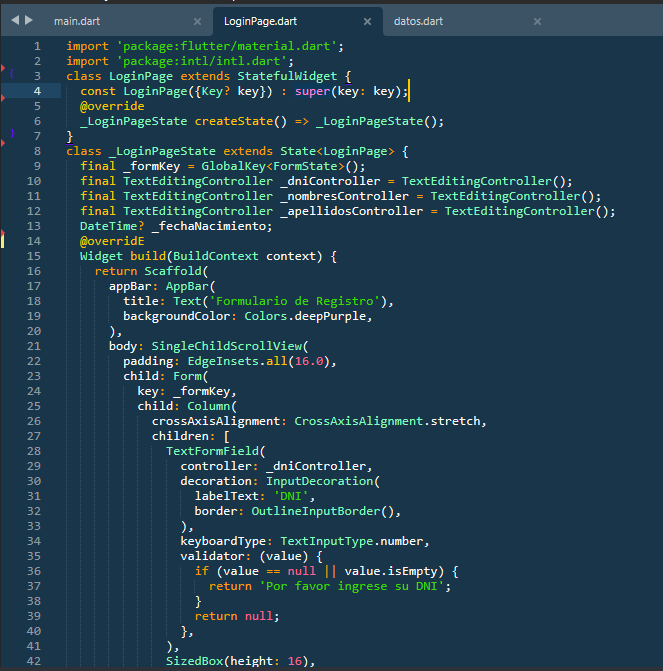 main.dart LoginPage.dart datos.dart
1 import 'package:flutter/material.dart';
2 import 'package:intl/intl.dart';
3 class LoginPage extends StatefulWidget {
4 const LoginPage({Key? key}) : super(key: key);
5 @override
6 _LoginPageState createState() => _LoginPageState();
7 }
8 class _LoginPageState extends State<LoginPage> {
9 final _formKey = GlobalKey<FormState>();
10 final TextEditingController _dniController = TextEditingController();
11 final TextEditingController _nombresController = TextEditingController();
12 final TextEditingController _apellidosController = TextEditingController();
13 DateTime? _fechaNacimiento;
14 @overridE
15 Widget build(BuildContext context) {
16 return Scaffold(
17 appBar: AppBar(
18 title: Text('Formulario de Registro'),
19 backgroundColor: Colors.deepPurple,
20 ),
21 body: SingleChildScrollView(
22 padding: EdgeInsets.all(16.0),
23 child: Form(
24 key: _formKey,
25 child: Column(
26 crossAxisAlignment: CrossAxisAlignment.stretch,
27 children: [
28 TextFormField(
29 controller: _dniController,
30 decoration: InputDecoration(
31 labelText: 'DNI',
32 border: OutlineInputBorder(),
33 ),
34 keyboardType: TextInputType.number,
35 validator: (value) {
36 if (value == null || value.isEmpty) {
37 return 'Por favor ingrese su DNI';
38 }
39 return null;
40 },
41 ),
42 SizedBox(height: 16),